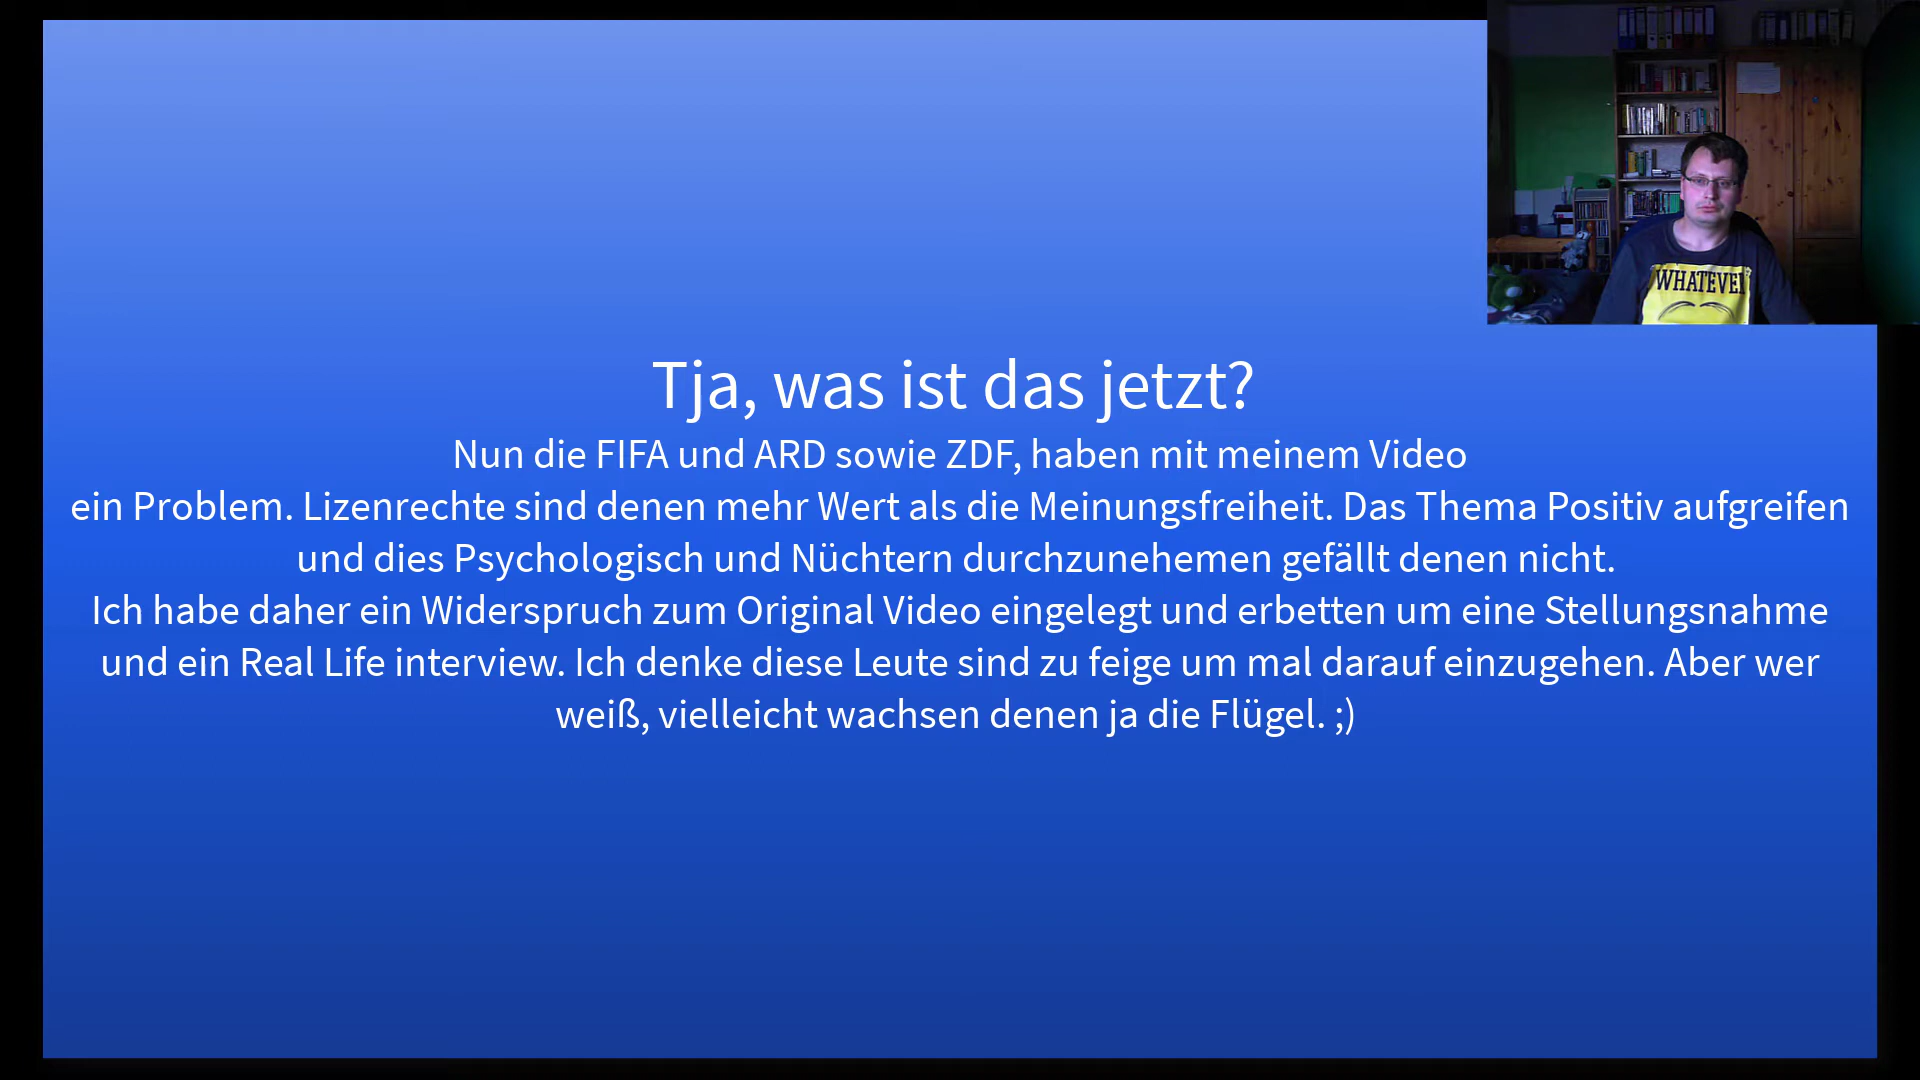 WHATEVER
Tja, was ist das jetzt?
Nun die FIFA und ARD sowie ZDF, haben mit meinem Video
ein Problem. Lizenrechte sind denen mehr Wert als die Meinungsfreiheit. Das Thema Positiv aufgreifen
und dies Psychologisch und Nüchtern durchzunehemen gefällt denen nicht.
Ich habe daher ein Widerspruch zum Original Video eingelegt und erbetten um eine Stellungsnahme
und ein Real Life interview. Ich denke diese Leute sind zu feige um mal darauf einzugehen. Aber wer
weiß, vielleicht wachsen denen ja die Flügel. ;)